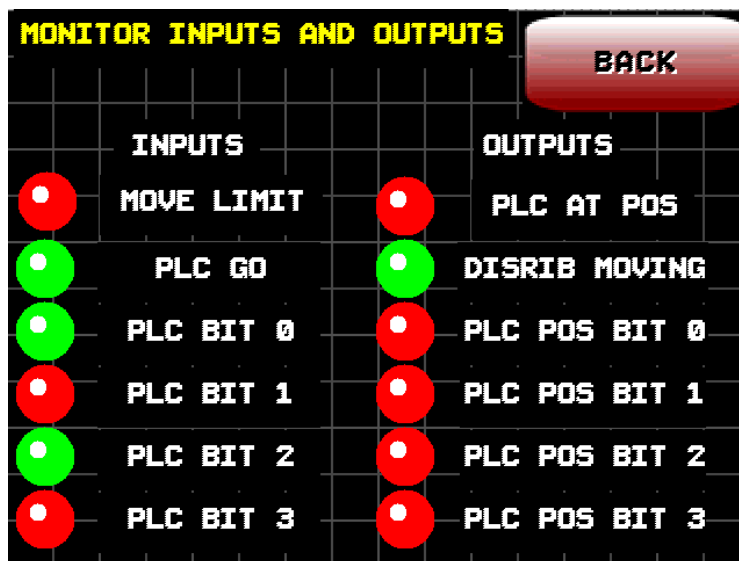 MONITOR INPUTS AND OUTPUTS
BACK
INPUTS
OUTPUTS
MOVE LIMIT
PLC AT POS
PLC GO
DISRIB MOVING
PLC BIT 0
PLC POS BIT 0
PLC BIT 1
PLC POS BIT 1
PLC BIT 2
PLC POS BIT 2
PLC BIT 3
PLC POS BIT 3